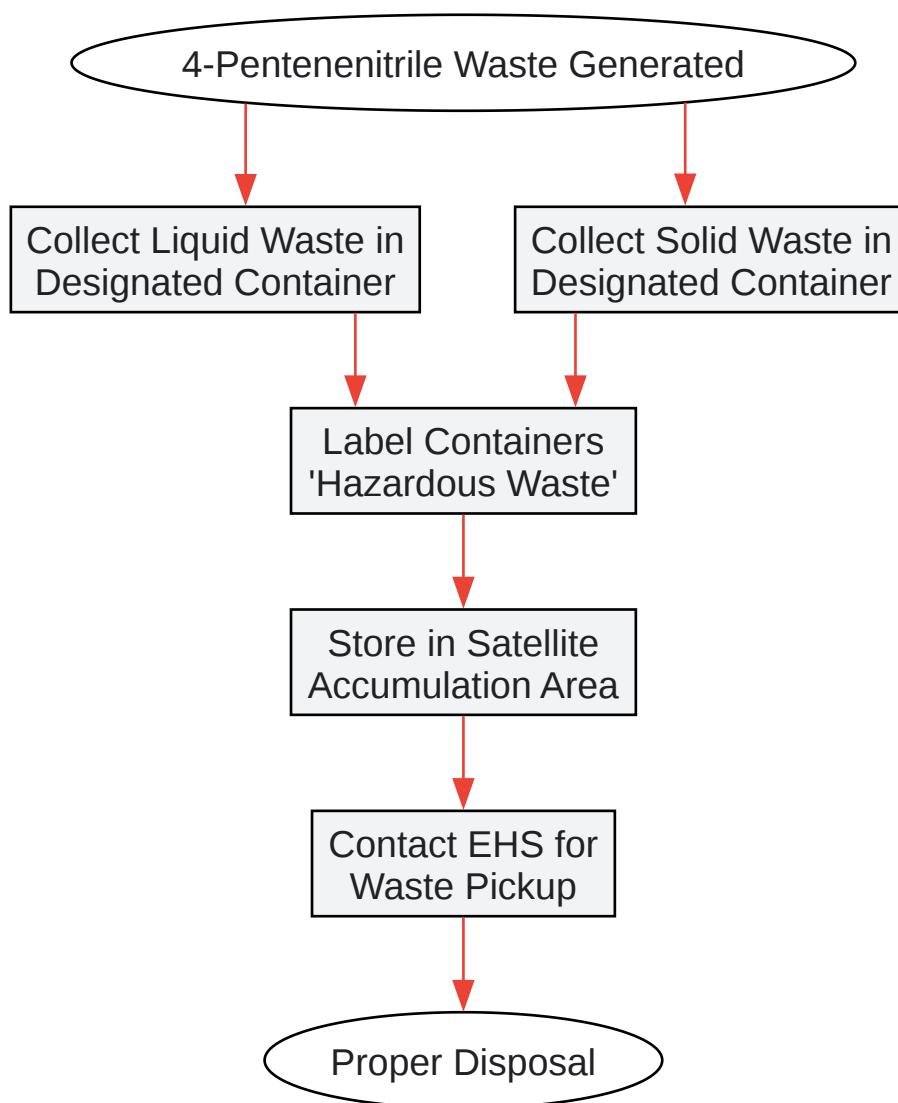 4-Pentenenitrile Waste Generated
Collect Liquid Waste in
Designated Container
Collect Solid Waste in
Designated Container
Label Containers
'Hazardous Waste'
Store in Satellite
Accumulation Area
Contact EHS for
Waste Pickup
Proper Disposal